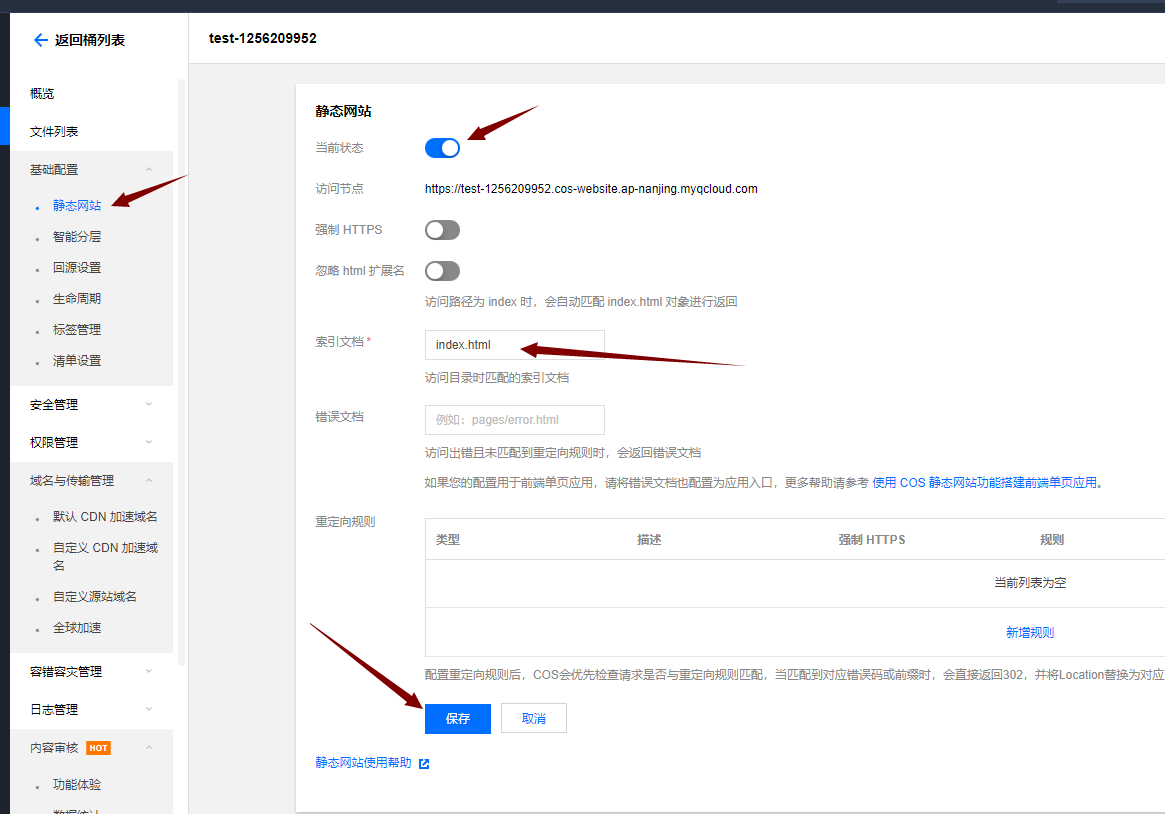 返回桶列表
test-1256209952
概览
文件列表
基础配置
静态网站
智能分层
回源设置
生命周期
标签管理
清单设置
安全管理
权限管理
域名与传输管理
默认 CDN 加速域名
自定义 CDN 加速域
名
自定义源站域名
全球加速
容错容灾管理
日志管理
内容审核 HOT
功能体验
数据统计
静态网站
当前状态
访问节点 https://test-1256209952.cos-website.ap-nanjing.myqcloud.com
强制 HTTPS
忽略 html 扩展名
访问路径为 index 时，会自动匹配 index.html 对象进行返回
索引文档 * index.html
访问目录时匹配的索引文档
错误文档 例如：pages/error.html
访问出错且未匹配到重定向规则时，会返回错误文档
如果您的配置用于前端单页应用，请将错误文档也配置为应用入口，更多帮助请参考 使用 COS 静态网站功能搭建前端单页应用。
重定向规则
类型 描述 强制 HTTPS 规则
当前列表为空
新增规则
配置重定向规则后，COS会优先检查请求是否与重定向规则匹配，当匹配到对应错误码或前缀时，会直接返回302，并将Location替换为对应
保存 取消
静态网站使用帮助